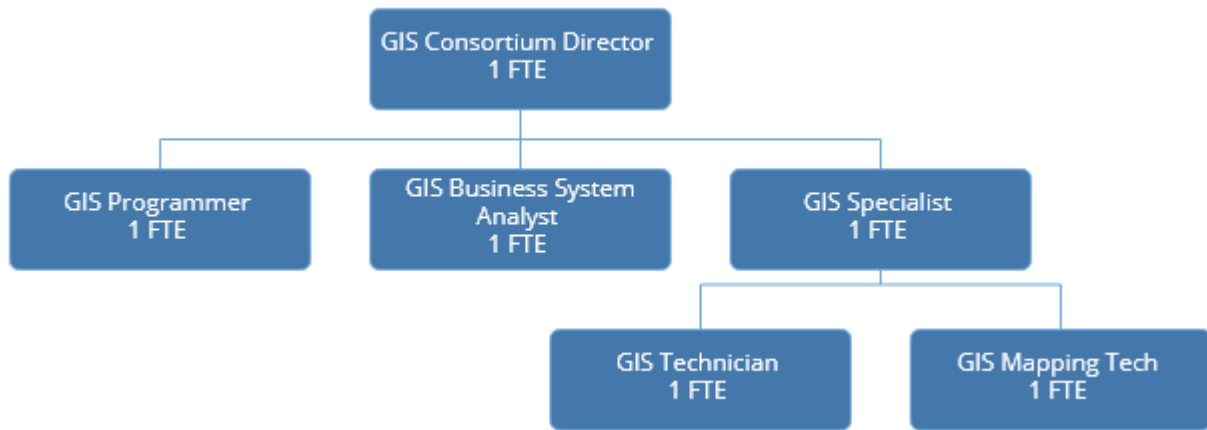 GIS Consortium Director
1 FTE
GIS Programmer
1 FTE
GIS Business System
Analyst
1 FTE
GIS Specialist
1 FTE
GIS Technician
1 FTE
GIS Mapping Tech
1 FTE